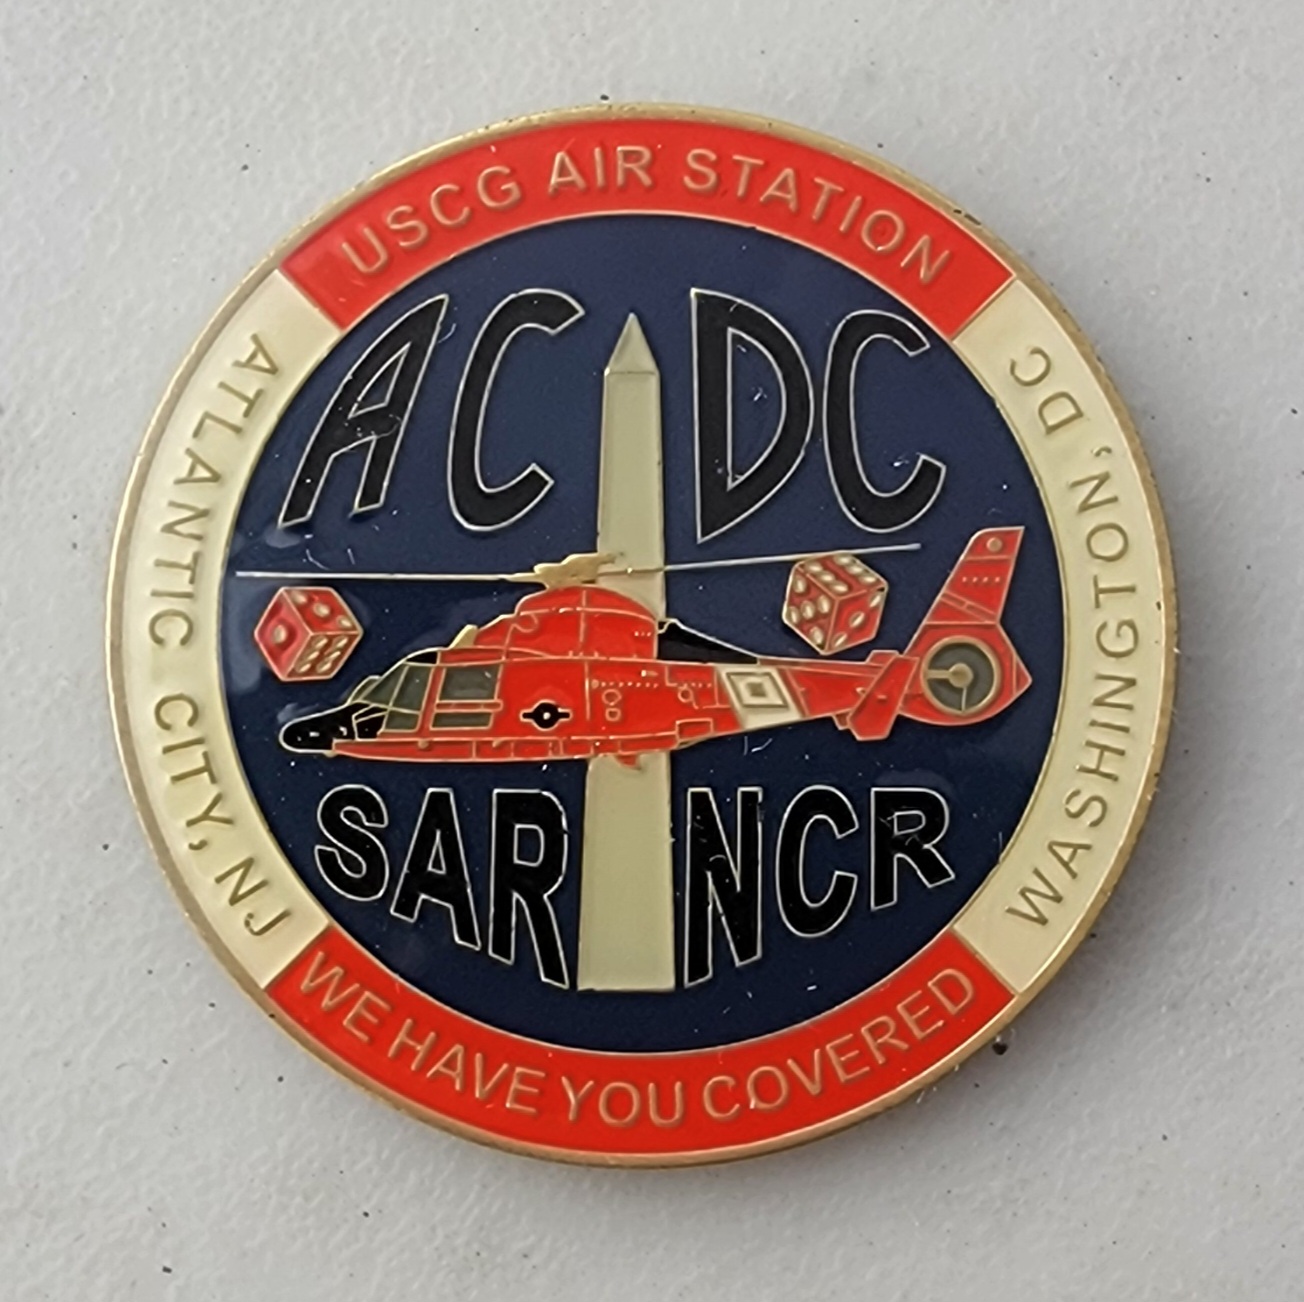 USCG AIR STATION
AC DC
ATLANTIC CITY, NJ
WASHINGTON, DC
SAR NCR
WE HAVE YOU COVERED